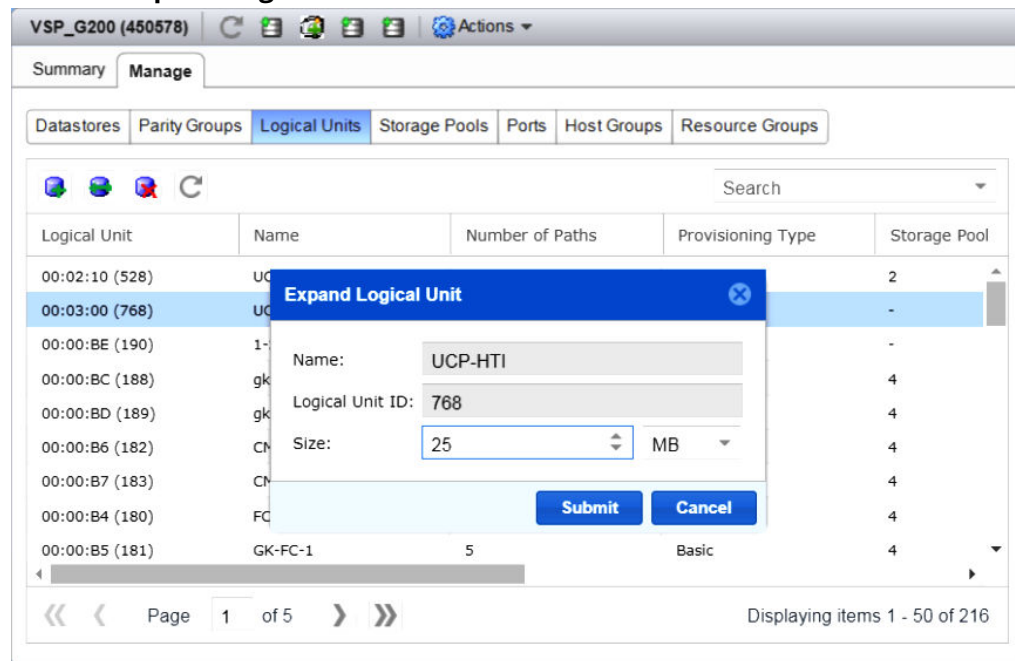 VSP_G200 (450578) Actions
Summary Manage
Datastores Parity Groups Logical Units Storage Pools Ports Host Groups Resource Groups
Search
Logical Unit Name Number of Paths Provisioning Type Storage Pool
00:02:10 (528) 2
00:03:00 (768) -
00:00:BE (190) -
00:00:BC (188) 4
00:00:BD (189) 4
00:00:B6 (182) 4
00:00:B7 (183) 4
00:00:B4 (180) 4
00:00:B5 (181) GK-FC-1 5 Basic 4
Expand Logical Unit
Name: UCP-HTI
Logical Unit ID: 768
Size: 25 MB
Submit Cancel
Page 1 of 5 Displaying items 1 - 50 of 216